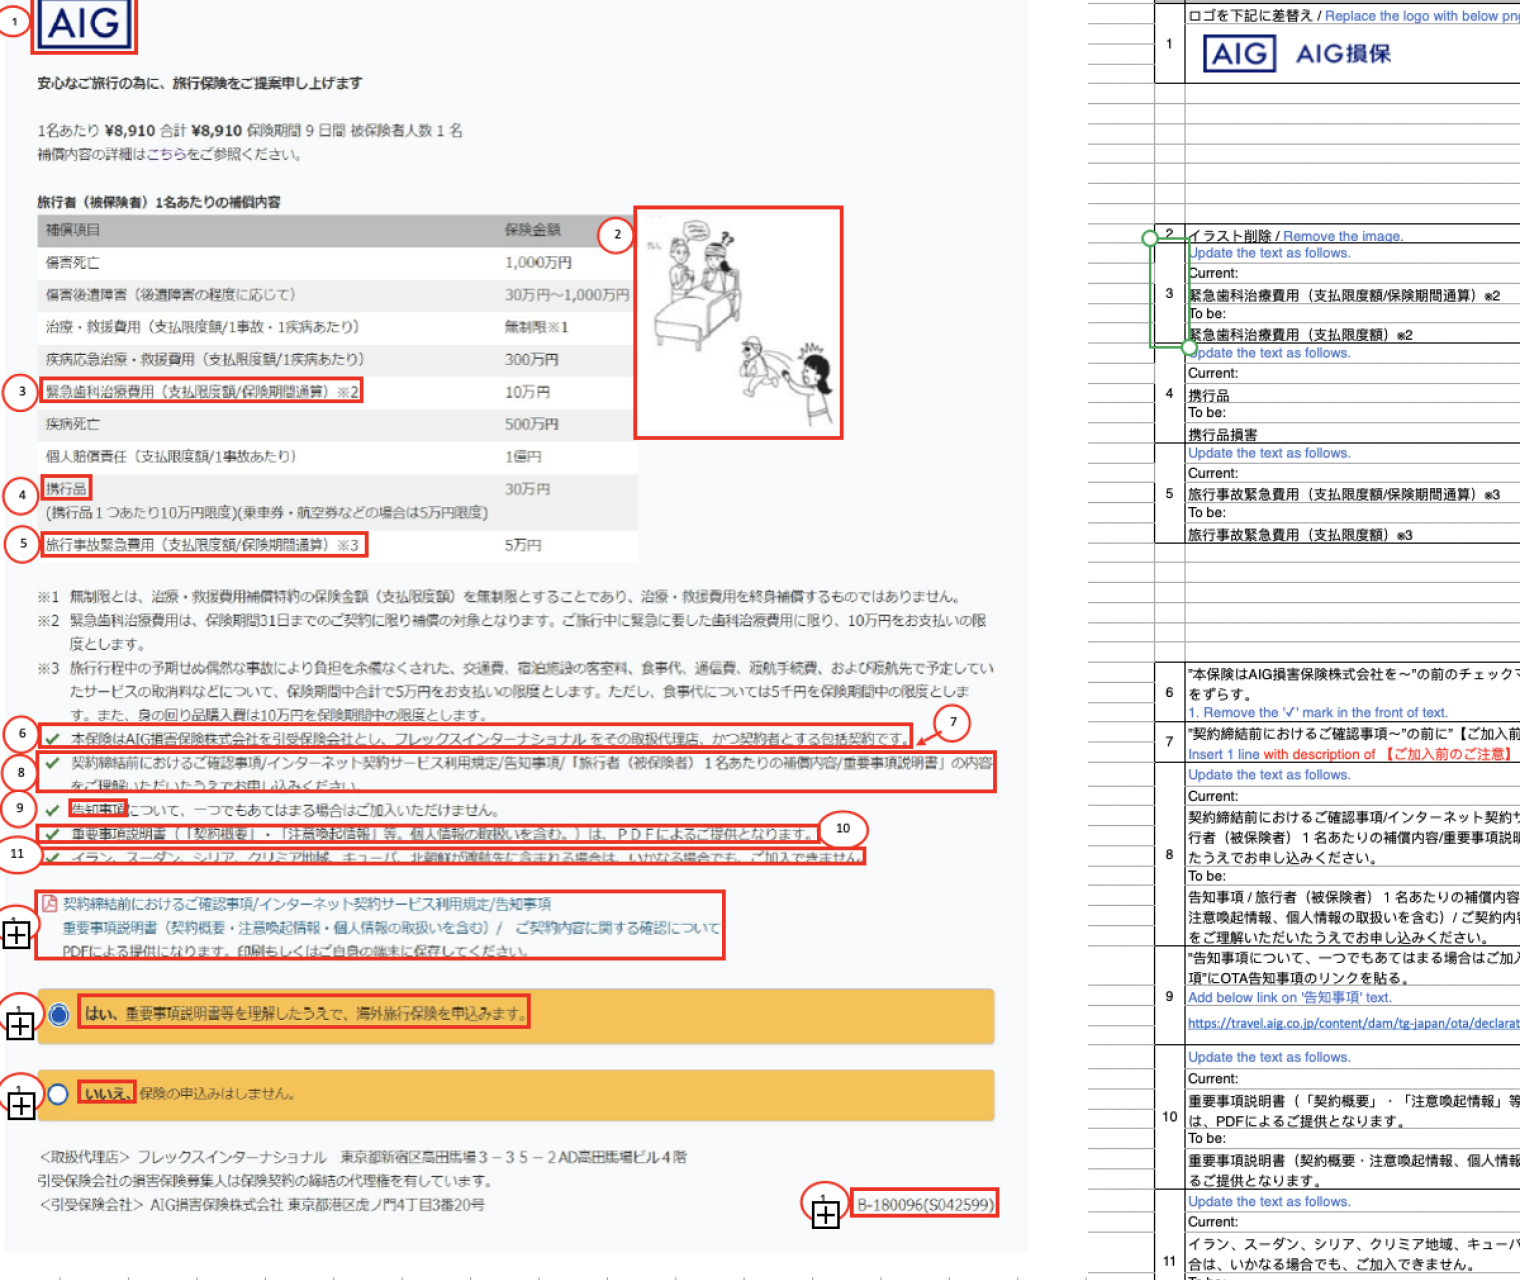 1
AIG
安心なご旅行の為に、旅行保険をご提案申し上げます
1名あたり ¥8,910 合計 ¥8,910 保険期間 9 日間 被保険者人数 1 名
補償内容の詳細はこちらをご参照ください。
旅行者（被保険者）1名あたりの補償内容
補償項目 保険金額
2
傷害死亡 1,000万円
傷害後遺障害（後遺障害の程度に応じて） 30万円～1,000万円
治療・救援費用（支払限度額/1事故・1疾病あたり） 無制限※1
疾病応急治療・救援費用（支払限度額/1疾病あたり） 300万円
3 緊急歯科治療費用（支払限度額/保険期間通算）※2 10万円
疾病死亡 500万円
個人賠償責任（支払限度額/1事故あたり） 1億円
4 携行品 30万円
(携行品１つあたり10万円限度)(乗車券・航空券などの場合は5万円限度)
5 旅行事故緊急費用（支払限度額/保険期間通算）※3 5万円
※1 無制限とは、治療・救援費用補償特約の保険金額（支払限度額）を無制限とすることであり、治療・救援費用を終身補償するものではありません。
※2 緊急歯科治療費用は、保険期間31日までのご契約に限り補償の対象となります。ご旅行中に緊急に要した歯科治療費用に限り、10万円をお支払いの限
度とします。
※3 旅行行程中の予期せぬ偶然な事故により負担を余儀なくされた、交通費、宿泊施設の客室料、食事代、通信費、渡航手続費、および渡航先で予定してい
たサービスの取消料などについて、保険期間中合計で5万円をお支払いの限度とします。ただし、食事代については5千円を保険期間中の限度としま
す。また、身の回り品購入費は10万円を保険期間中の限度とします。
7
6 本保険はAIG損害保険株式会社を引受保険会社とし、フレックスインターナショナル をその取扱代理店、かつ契約者とする包括契約です。
8 契約締結前におけるご確認事項/インターネット契約サービス利用規定/告知事項/「旅行者（被保険者）１名あたりの補償内容/重要事項説明書」の内容
をご理解いただいたうえでお申し込みください。
9 告知事項について、一つでもあてはまる場合はご加入いただけません。
重要事項説明書（「契約概要」・「注意喚起情報」等。個人情報の取扱いを含む。）は、ＰＤＦによるご提供となります。 10
11 イラン、スーダン、シリア、クリミア地域、キューバ、北朝鮮が渡航先に含まれる場合は、いかなる場合でも、ご加入できません。
契約締結前におけるご確認事項/インターネット契約サービス利用規定/告知事項
重要事項説明書（契約概要・注意喚起情報・個人情報の取扱いを含む）/ ご契約内容に関する確認について
PDFによる提供になります。印刷もしくはご自身の端末に保存してください。
はい、重要事項説明書等を理解したうえで、海外旅行保険を申込みます。
いいえ、保険の申込みはしません。
＜取扱代理店＞ フレックスインターナショナル 東京都新宿区高田馬場３－３５－２AD高田馬場ビル４階
引受保険会社の損害保険募集人は保険契約の締結の代理権を有しています。
＜引受保険会社＞ AIG損害保険株式会社 東京都港区虎ノ門4丁目3番20号
B-180096(S042599)
ロゴを下記に差替え / Replace the logo with below png
1
AIG AIG損保
2 イラスト削除 / Remove the image.
Update the text as follows.
Current:
3 緊急歯科治療費用（支払限度額/保険期間通算）※2
To be:
緊急歯科治療費用（支払限度額）※2
Update the text as follows.
Current:
4 携行品
To be:
携行品損害
Update the text as follows.
Current:
5 旅行事故緊急費用（支払限度額/保険期間通算）※3
To be:
旅行事故緊急費用（支払限度額）※3
"本保険はAIG損害保険株式会社を～"の前のチェックマ
6 をずらす。
1. Remove the '✓' mark in the front of text.
7 "契約締結前におけるご確認事項～"の前に"【ご加入前
Insert 1 line with description of 【ご加入前のご注意】
Update the text as follows.
Current:
契約締結前におけるご確認事項/インターネット契約サ
行者（被保険者）１名あたりの補償内容/重要事項説明
8 たうえでお申し込みください。
To be:
告知事項 / 旅行者（被保険者）１名あたりの補償内容
注意喚起情報、個人情報の取扱いを含む）/ ご契約内容
をご理解いただいたうえでお申し込みください。
"告知事項について、一つでもあてはまる場合はご加入
項"にOTA告知事項のリンクを貼る。
9 Add below link on '告知事項' text.
https://travel.aig.co.jp/content/dam/tg-japan/ota/declarat
Update the text as follows.
Current:
重要事項説明書（「契約概要」・「注意喚起情報」等
10 は、PDFによるご提供となります。
To be:
重要事項説明書（契約概要・注意喚起情報、個人情報
るご提供となります。
Update the text as follows.
Current:
イラン、スーダン、シリア、クリミア地域、キューバ
11 合は、いかなる場合でも、ご加入できません。